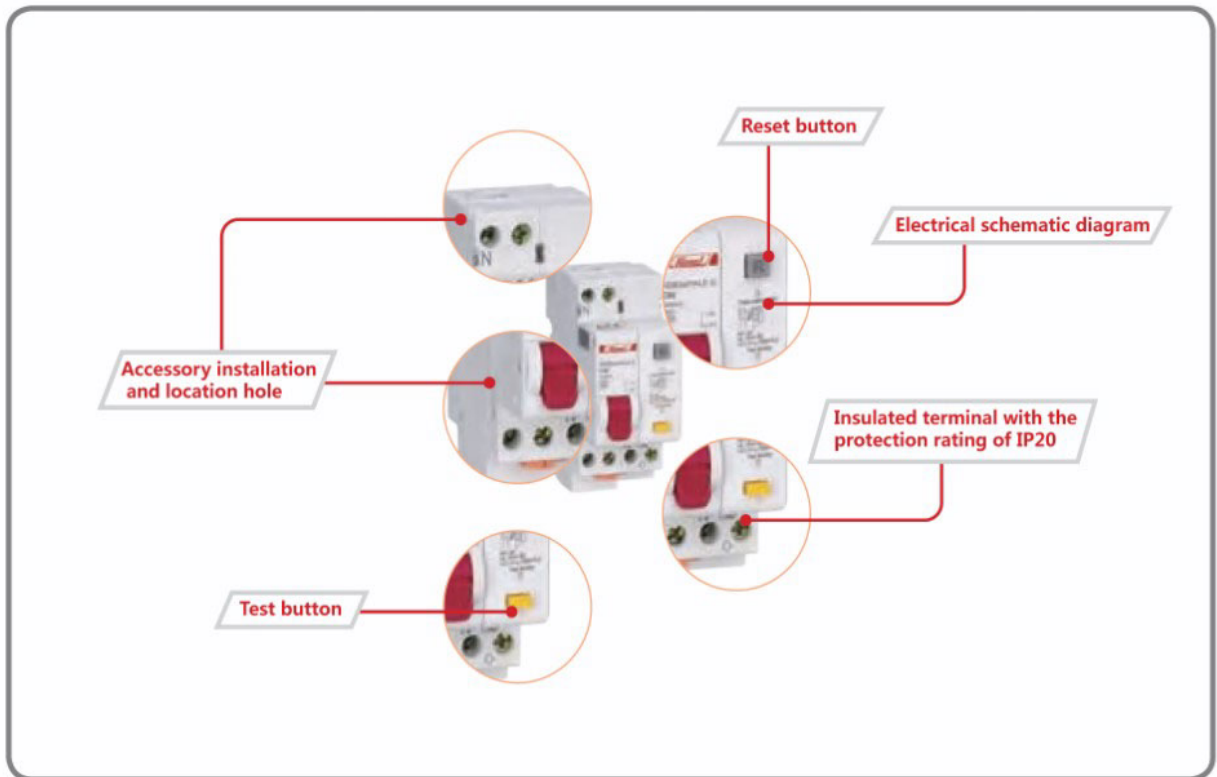 Reset button
Electrical schematic diagram
Accessory installation
and location hole
Insulated terminal with the
protection rating of IP20
Test button
N
N
R